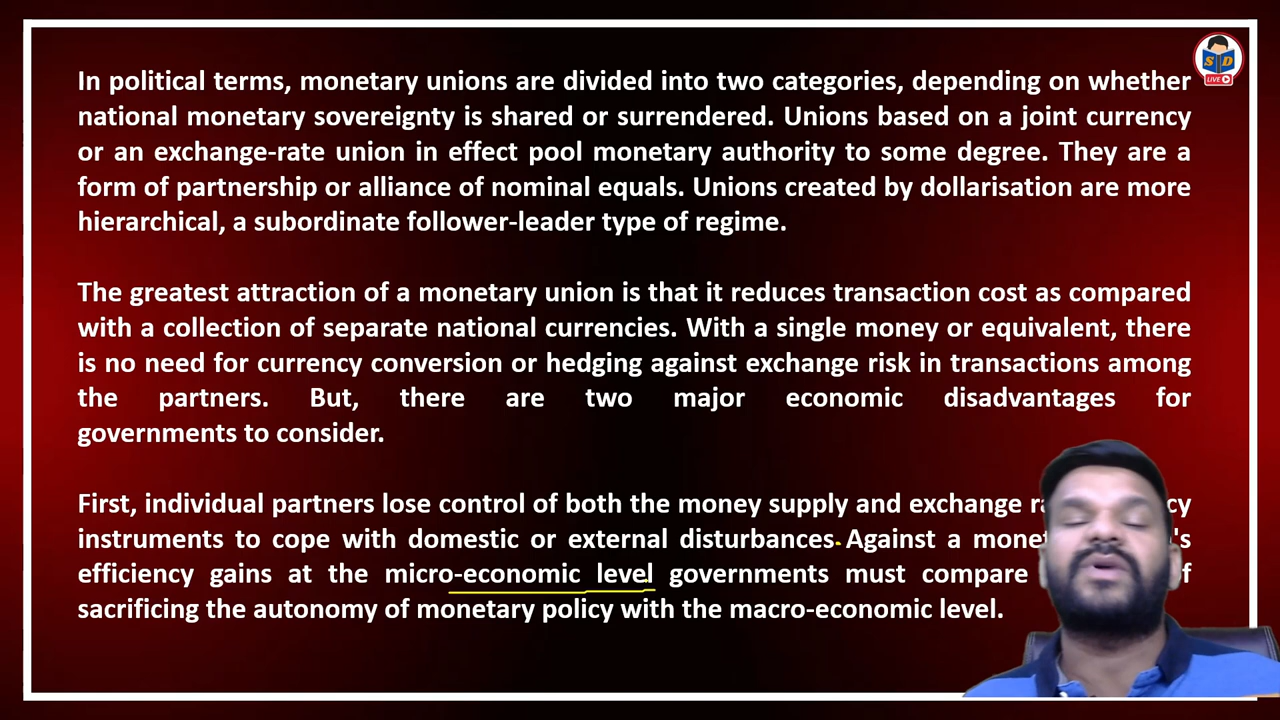 In political terms, monetary unions are divided into two categories, depending on whether
national monetary sovereignty is shared or surrendered. Unions based on a joint currency
or an exchange-rate union in effect pool monetary authority to some degree. They are a
form of partnership or alliance of nominal equals. Unions created by dollarisation are more
hierarchical, a subordinate follower-leader type of regime.
The greatest attraction of a monetary union is that it reduces transaction cost as compared
with a collection of separate national currencies. With a single money or equivalent, there
is no need for currency conversion or hedging against exchange risk in transactions among
the partners. But, there are two major economic disadvantages for
governments to consider.
First, individual partners lose control of both the money supply and exchange
instruments to cope with domestic or external disturbances. Against a
efficiency gains at the micro-economic level governments must compare
sacrificing the autonomy of monetary policy with the macro-economic level.
S D
LIVE